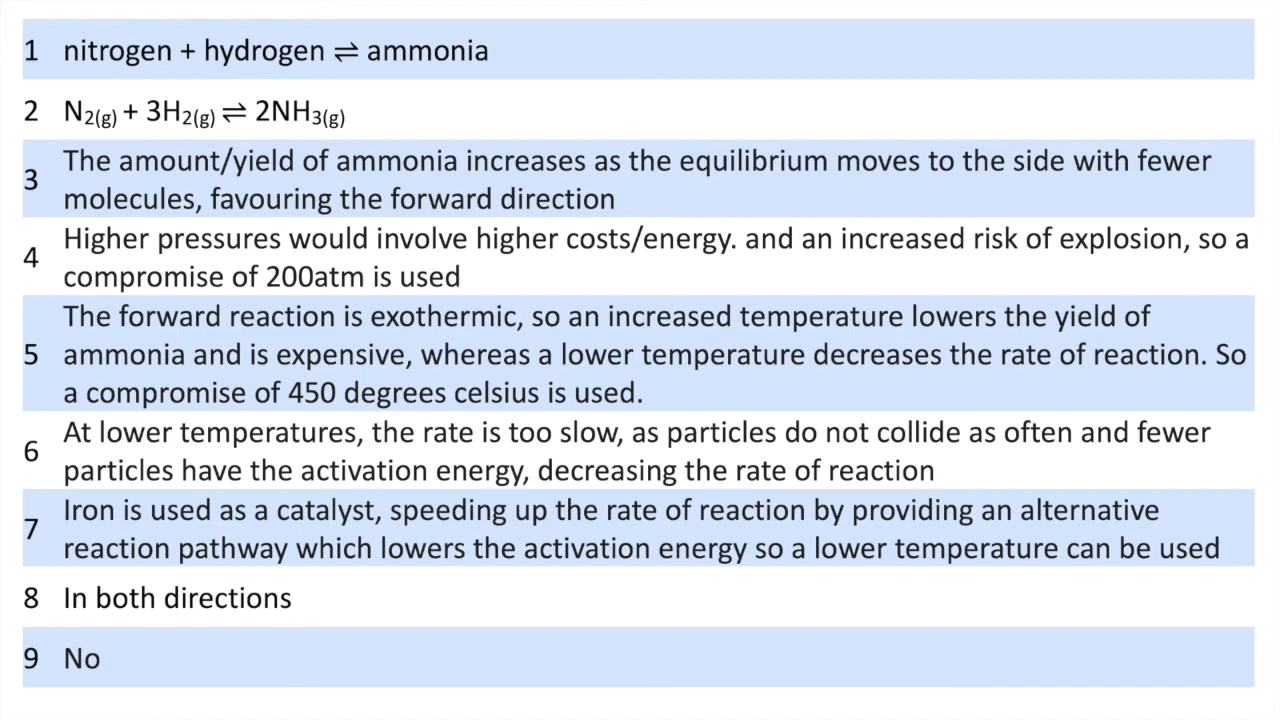 1 nitrogen + hydrogen ⇌ ammonia
2 N₂(g) + 3H₂(g) ⇌ 2NH₃(g)
3 The amount/yield of ammonia increases as the equilibrium moves to the side with fewer
molecules, favouring the forward direction
4 Higher pressures would involve higher costs/energy. and an increased risk of explosion, so a
compromise of 200atm is used
5 The forward reaction is exothermic, so an increased temperature lowers the yield of
ammonia and is expensive, whereas a lower temperature decreases the rate of reaction. So
a compromise of 450 degrees celsius is used.
6 At lower temperatures, the rate is too slow, as particles do not collide as often and fewer
particles have the activation energy, decreasing the rate of reaction
7 Iron is used as a catalyst, speeding up the rate of reaction by providing an alternative
reaction pathway which lowers the activation energy so a lower temperature can be used
8 In both directions
9 No